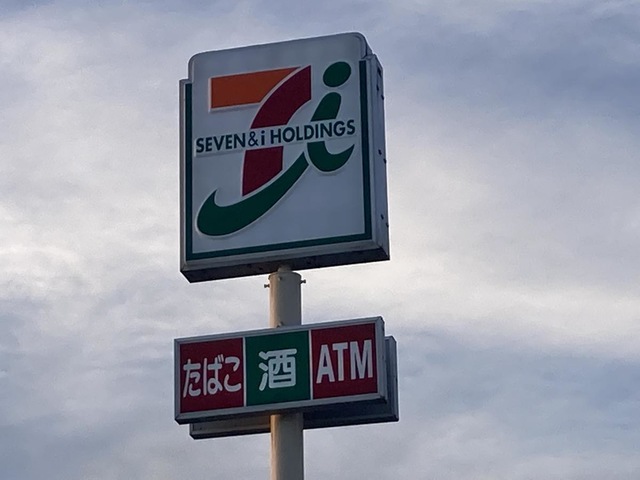 SEVEN&i HOLDINGS
たばこ 酒 ATM